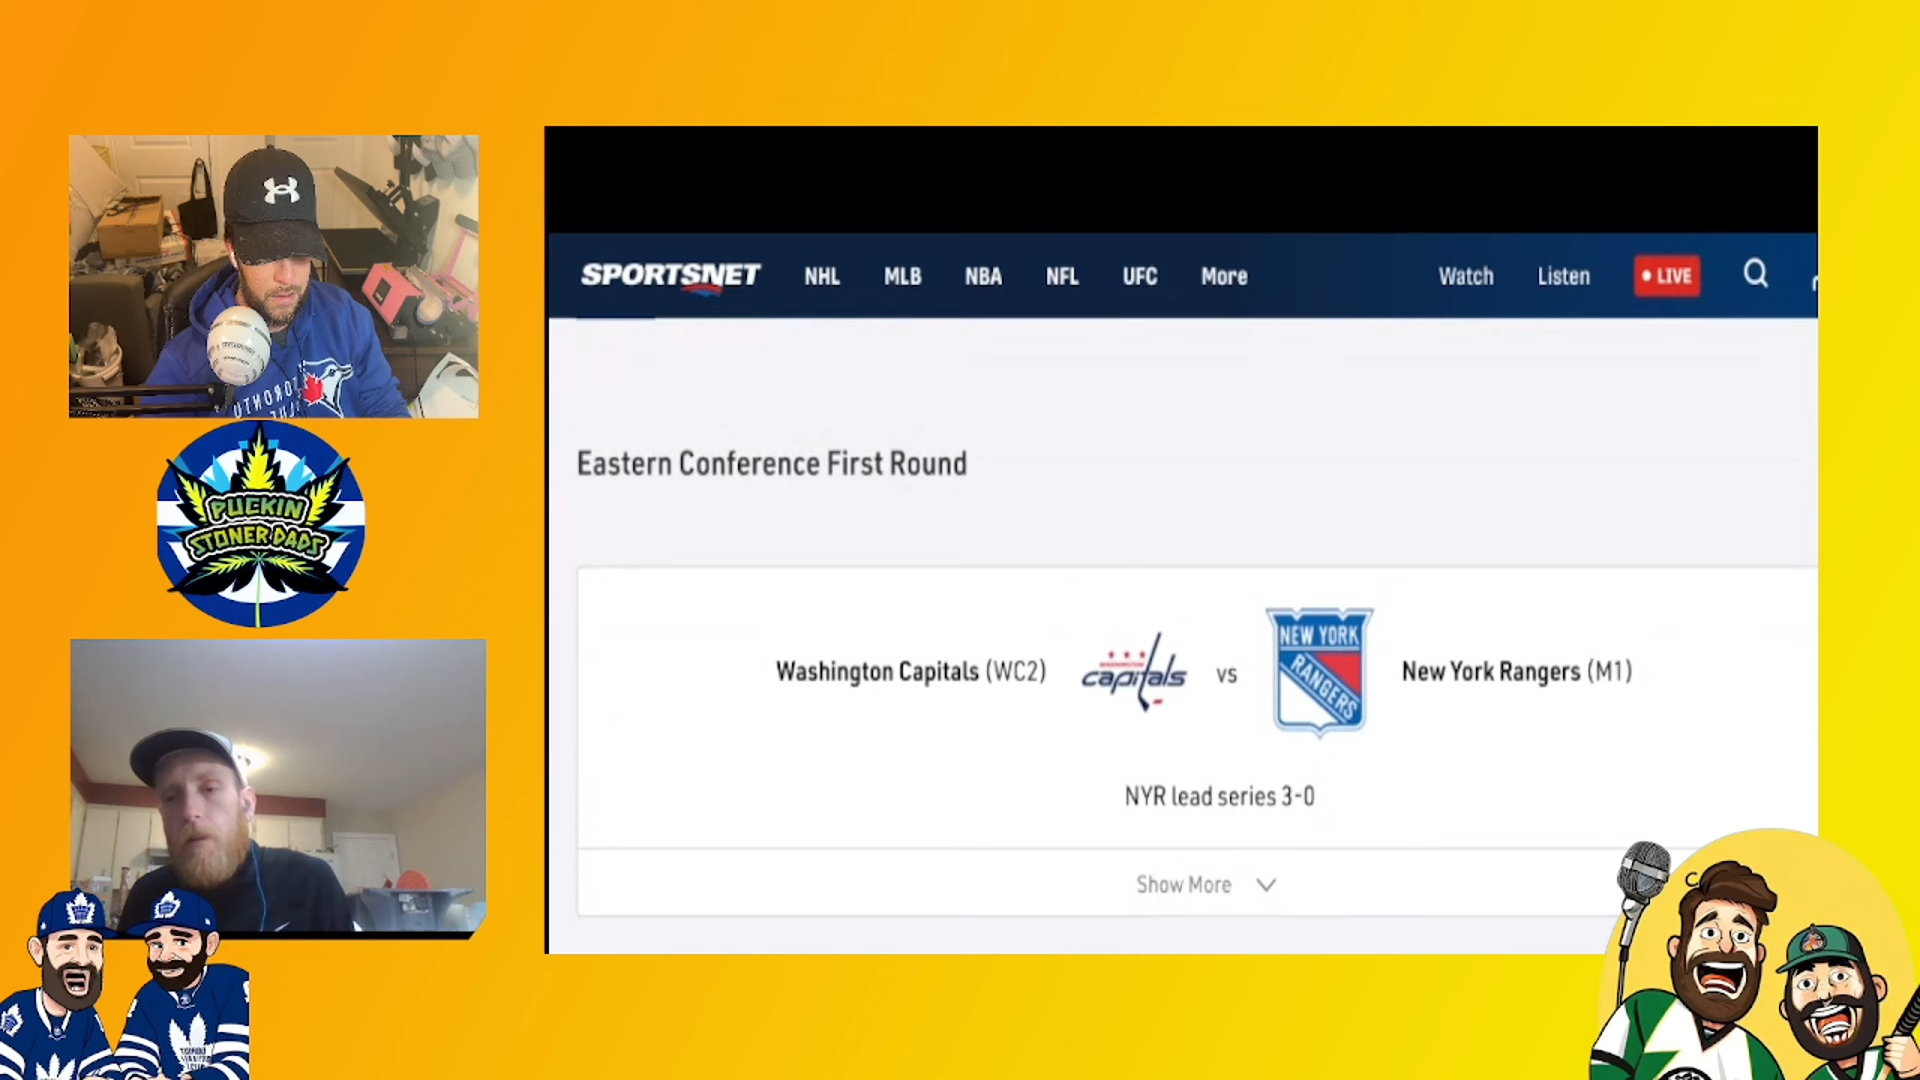 SPORTSNET NHL MLB NBA NFL UFC More Watch Listen LIVE
Eastern Conference First Round
Washington Capitals (WC2) capitals vs NEW YORK RANGERS New York Rangers (M1)
NYR lead series 3-0
Show More
PUCKIN
STONER DADS
TORONTO